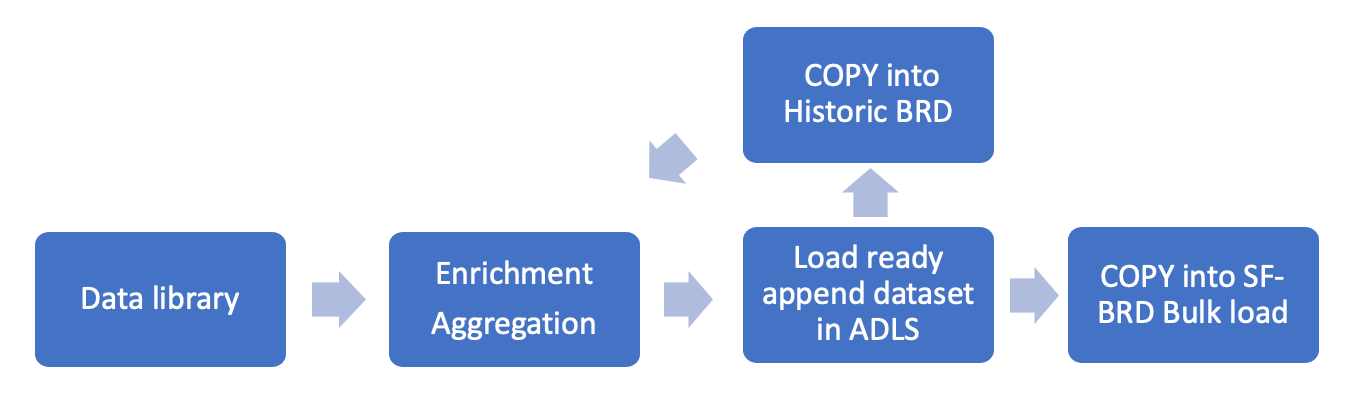 COPY into
Historic BRD
Data library
Enrichment
Aggregation
Load ready
append dataset
in ADLS
COPY into SF-
BRD Bulk load